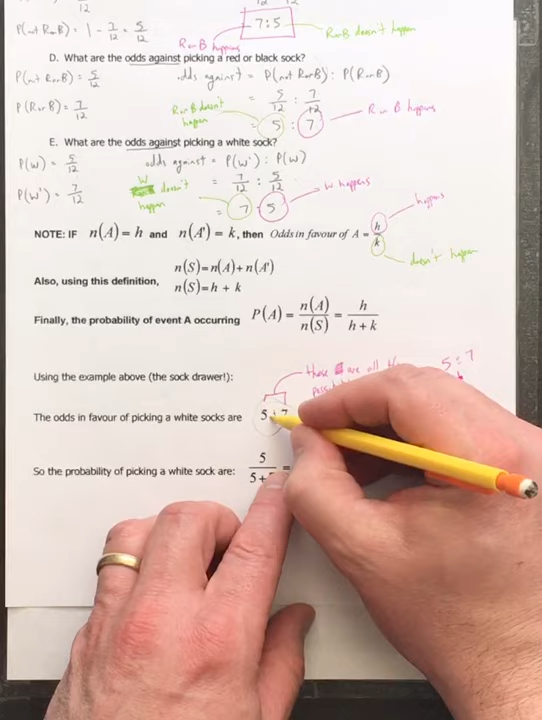 P(not R or B) = 1 - 7/12 = 5/12
7:5
R or B happens
R or B doesn't happen
D. What are the odds against picking a red or black sock?
P(not R or B) = 5/12
odds against = P(not R or B) : P(R or B)
P(R or B) = 7/12
= 5/12 : 7/12
R or B doesn't happen
= 5 : 7
R or B happens
E. What are the odds against picking a white sock?
P(W) = 5/12
odds against = P(W') : P(W)
P(W') = 7/12
= 7/12 : 5/12
W doesn't happen
W happens
= 7 : 5
NOTE: IF n(A) = h and n(A') = k, then Odds in favour of A = h/k
happens
doesn't happen
Also, using this definition, n(S) = n(A) + n(A')
n(S) = h + k
Finally, the probability of event A occurring P(A) = n(A)/n(S) = h/(h + k)
Using the example above (the sock drawer!):
these are all
5 : 7
The odds in favour of picking a white socks are 5 : 7
So the probability of picking a white sock are: 5/5+ =